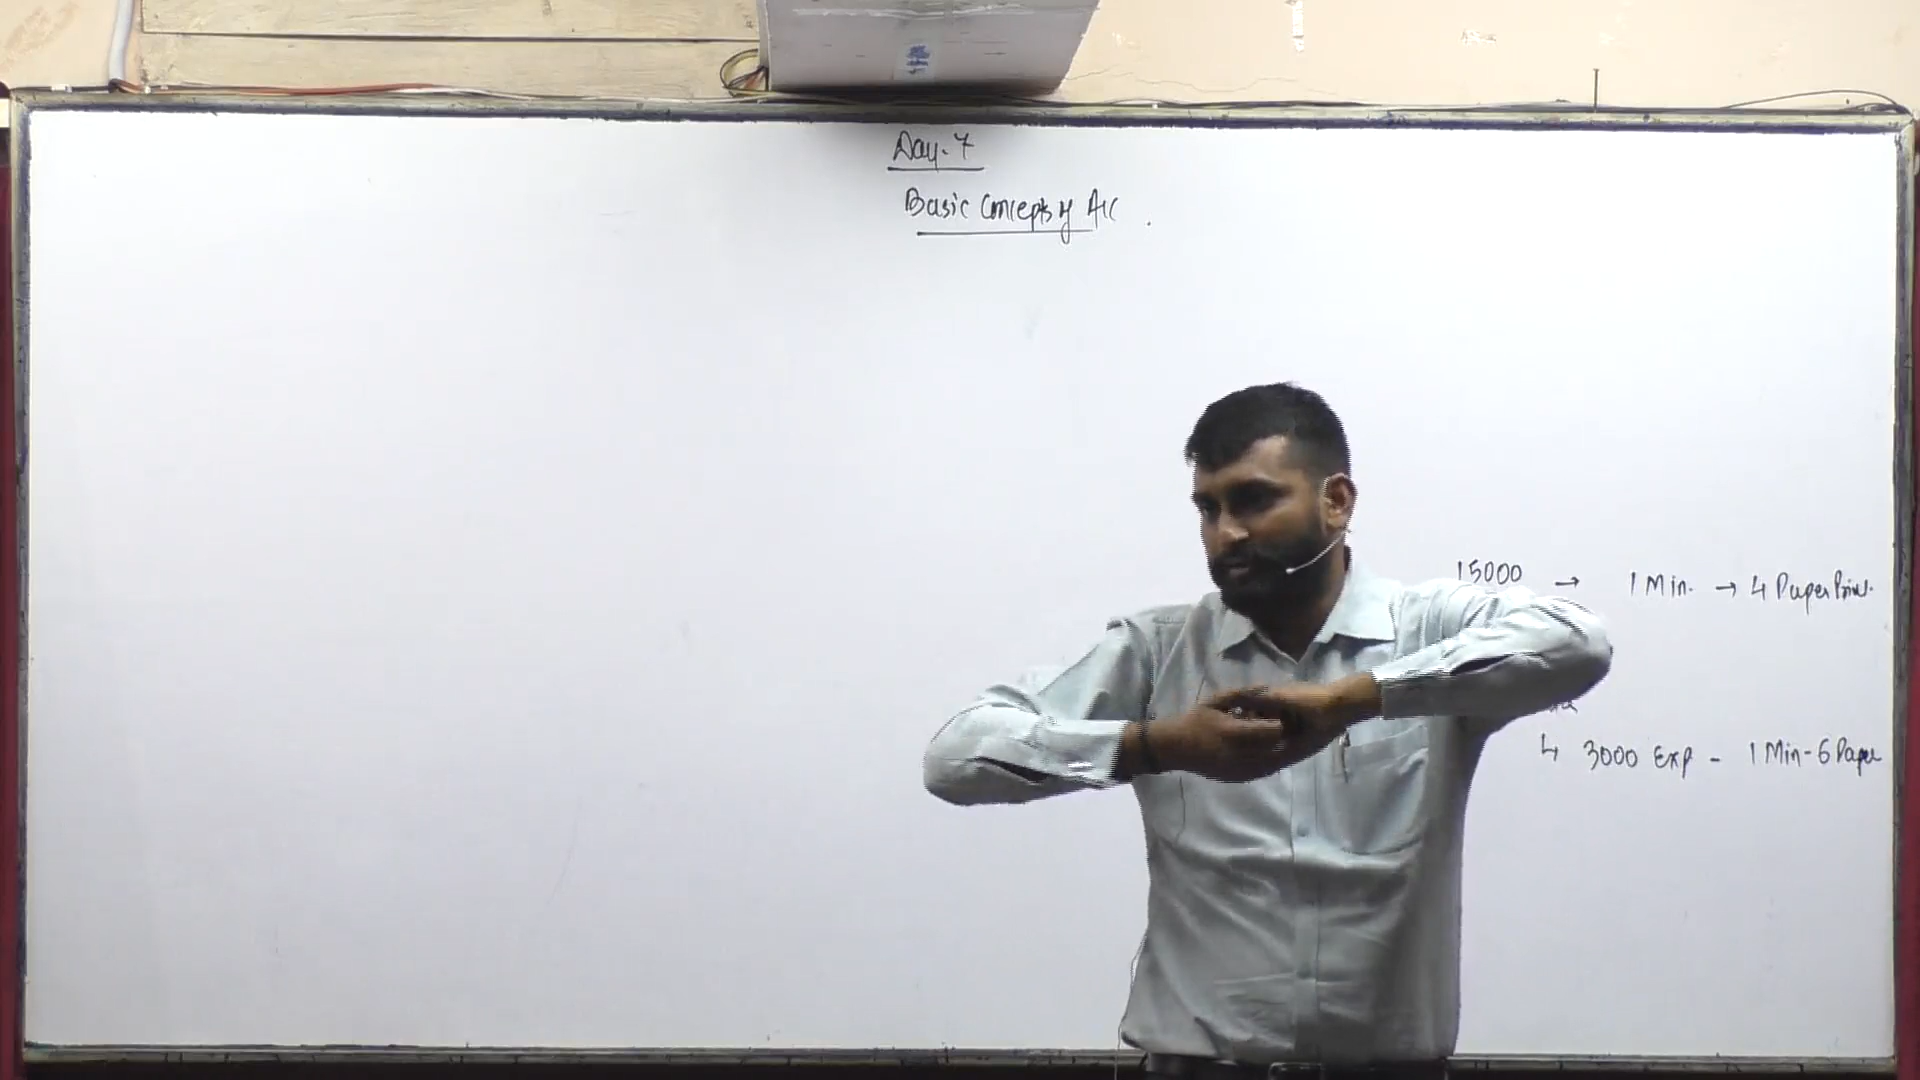 Day. 7
Basic Concepts of A/c
15000 → 1 Min. → 4 Paper Print.
↳ 3000 Exp - 1 Min - 6 Paper